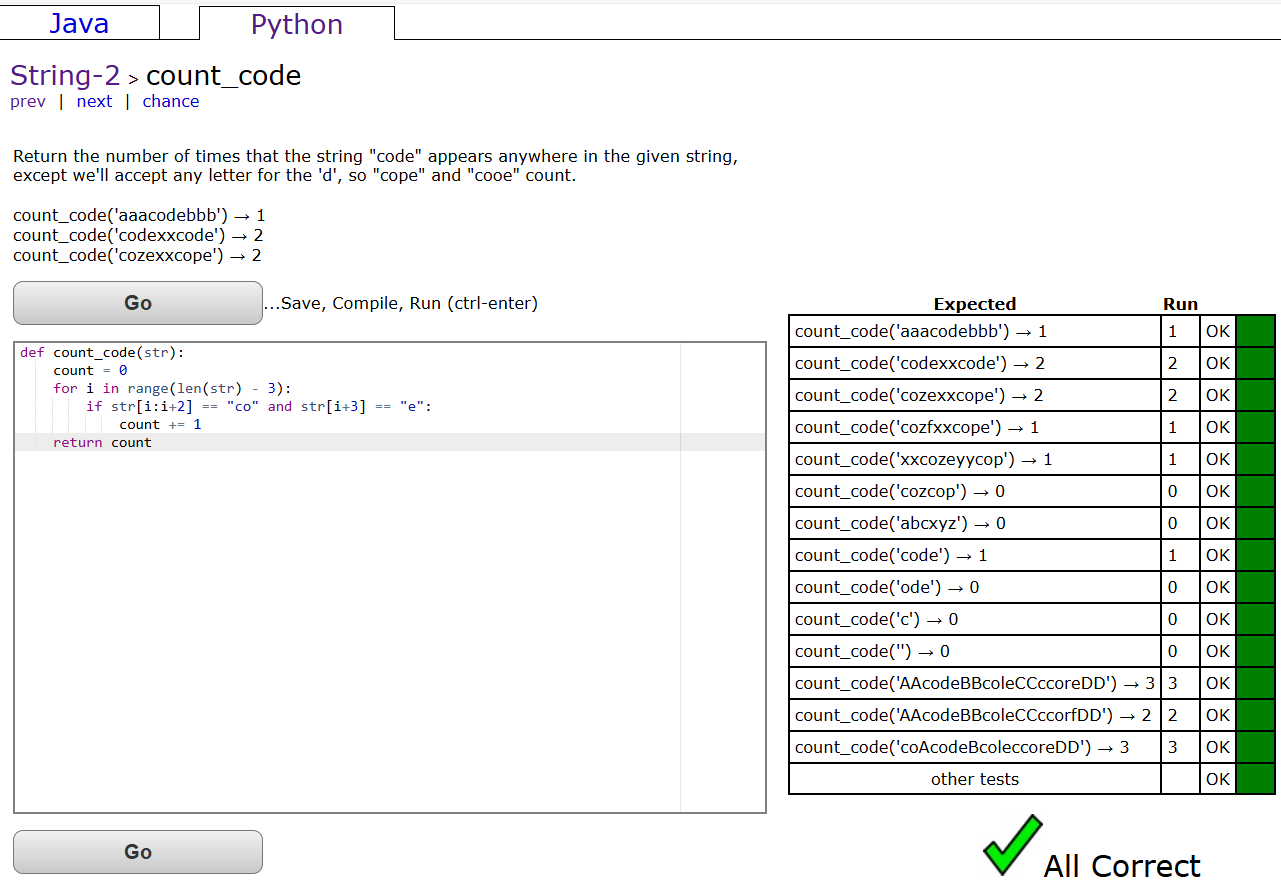 Java Python
String-2 > count_code
prev | next | chance
Return the number of times that the string "code" appears anywhere in the given string,
except we'll accept any letter for the 'd', so "cope" and "cooe" count.
count_code('aaacodebbb') → 1
count_code('codexxcode') → 2
count_code('cozexxcope') → 2
Go ...Save, Compile, Run (ctrl-enter)
def count_code(str):
    count = 0
    for i in range(len(str) - 3):
        if str[i:i+2] == "co" and str[i+3] == "e":
            count += 1
    return count
Go
Expected Run
count_code('aaacodebbb') → 1 1 OK
count_code('codexxcode') → 2 2 OK
count_code('cozexxcope') → 2 2 OK
count_code('cozfxxcope') → 1 1 OK
count_code('xxcozeyycop') → 1 1 OK
count_code('cozcop') → 0 0 OK
count_code('abcxyz') → 0 0 OK
count_code('code') → 1 1 OK
count_code('ode') → 0 0 OK
count_code('c') → 0 0 OK
count_code('') → 0 0 OK
count_code('AAcodeBBcoleCCccoreDD') → 3 3 OK
count_code('AAcodeBBcoleCCccorfDD') → 2 2 OK
count_code('coAcodeBcoleccoreDD') → 3 3 OK
other tests OK
All Correct